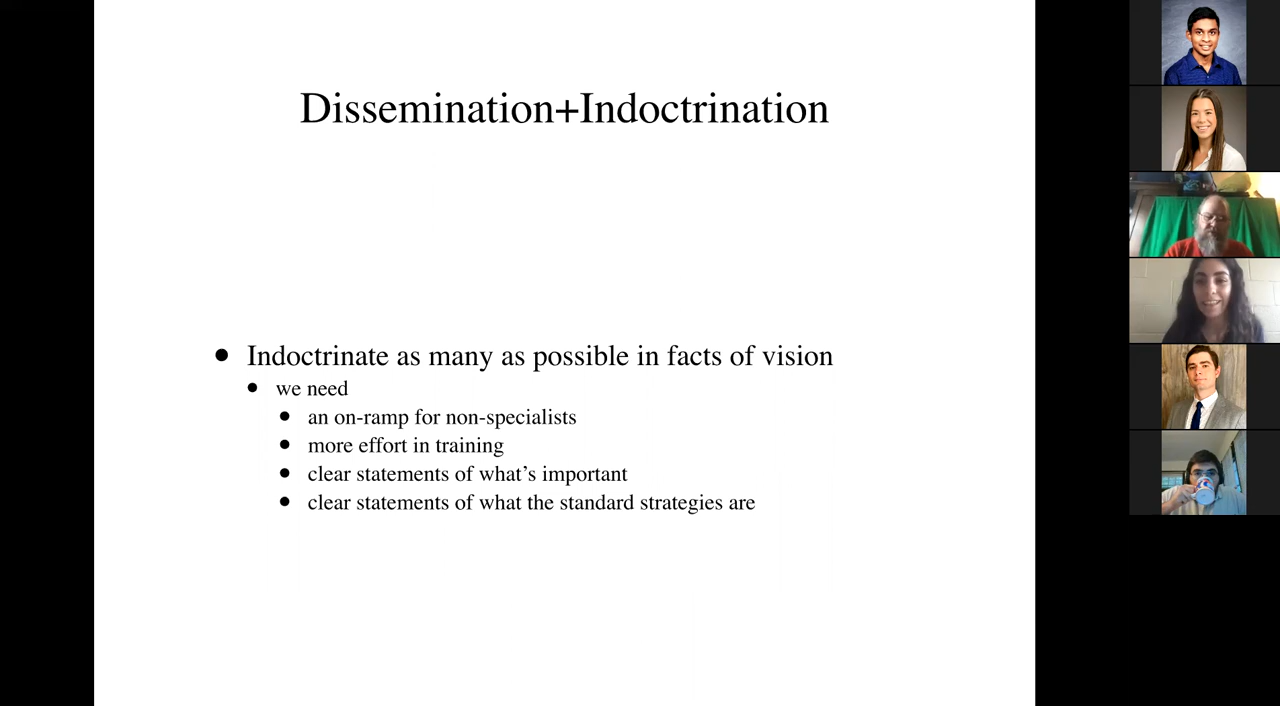 Dissemination+Indoctrination
● Indoctrinate as many as possible in facts of vision
● we need
● an on-ramp for non-specialists
● more effort in training
● clear statements of what’s important
● clear statements of what the standard strategies are